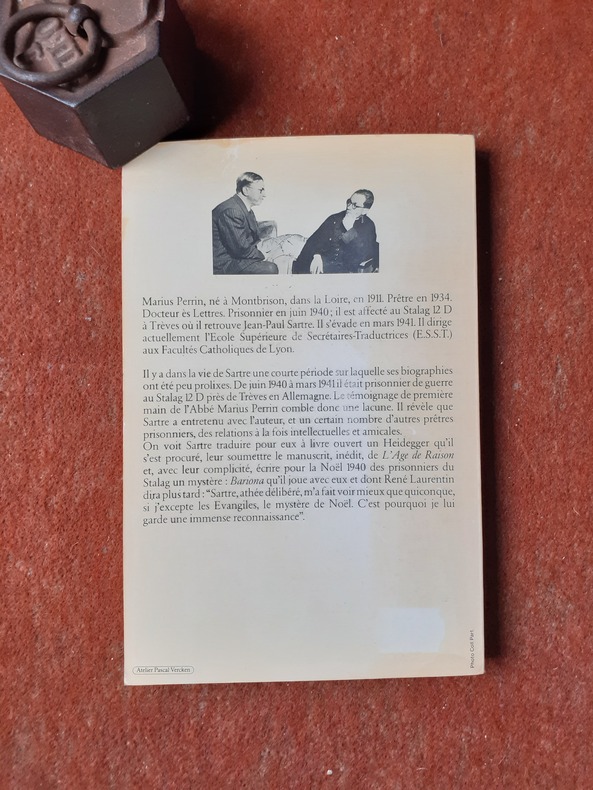 Marius Perrin, né à Montbrison, dans la Loire, en 1911. Prêtre en 1934.
Docteur ès Lettres. Prisonnier en juin 1940 ; il est affecté au Stalag 12 D
à Trèves où il retrouve Jean-Paul Sartre. Il s'évade en mars 1941. Il dirige
actuellement l'Ecole Supérieure de Secrétaires-Traductrices (E.S.S.T.)
aux Facultés Catholiques de Lyon.
Il y a dans la vie de Sartre une courte période sur laquelle ses biographies
ont été peu prolixes. De juin 1940 à mars 1941 il était prisonnier de guerre
au Stalag 12 D près de Trèves en Allemagne. Le témoignage de première
main de l'Abbé Marius Perrin comble donc une lacune. Il révèle que
Sartre a entretenu avec l'auteur, et un certain nombre d'autres prêtres
prisonniers, des relations à la fois intellectuelles et amicales.
On voit Sartre traduire pour eux à livre ouvert un Heidegger qu'il
s'est procuré, leur soumettre le manuscrit, inédit, de L'Age de Raison
et, avec leur complicité, écrire pour la Noël 1940 des prisonniers du
Stalag un mystère : Bariona qu'il joue avec eux et dont René Laurentin
dira plus tard : "Sartre, athée délibéré, m'a fait voir mieux que quiconque,
si j'excepte les Evangiles, le mystère de Noël. C'est pourquoi je lui
garde une immense reconnaissance".
Atelier Pascal Vercken
Photo Coll Part.